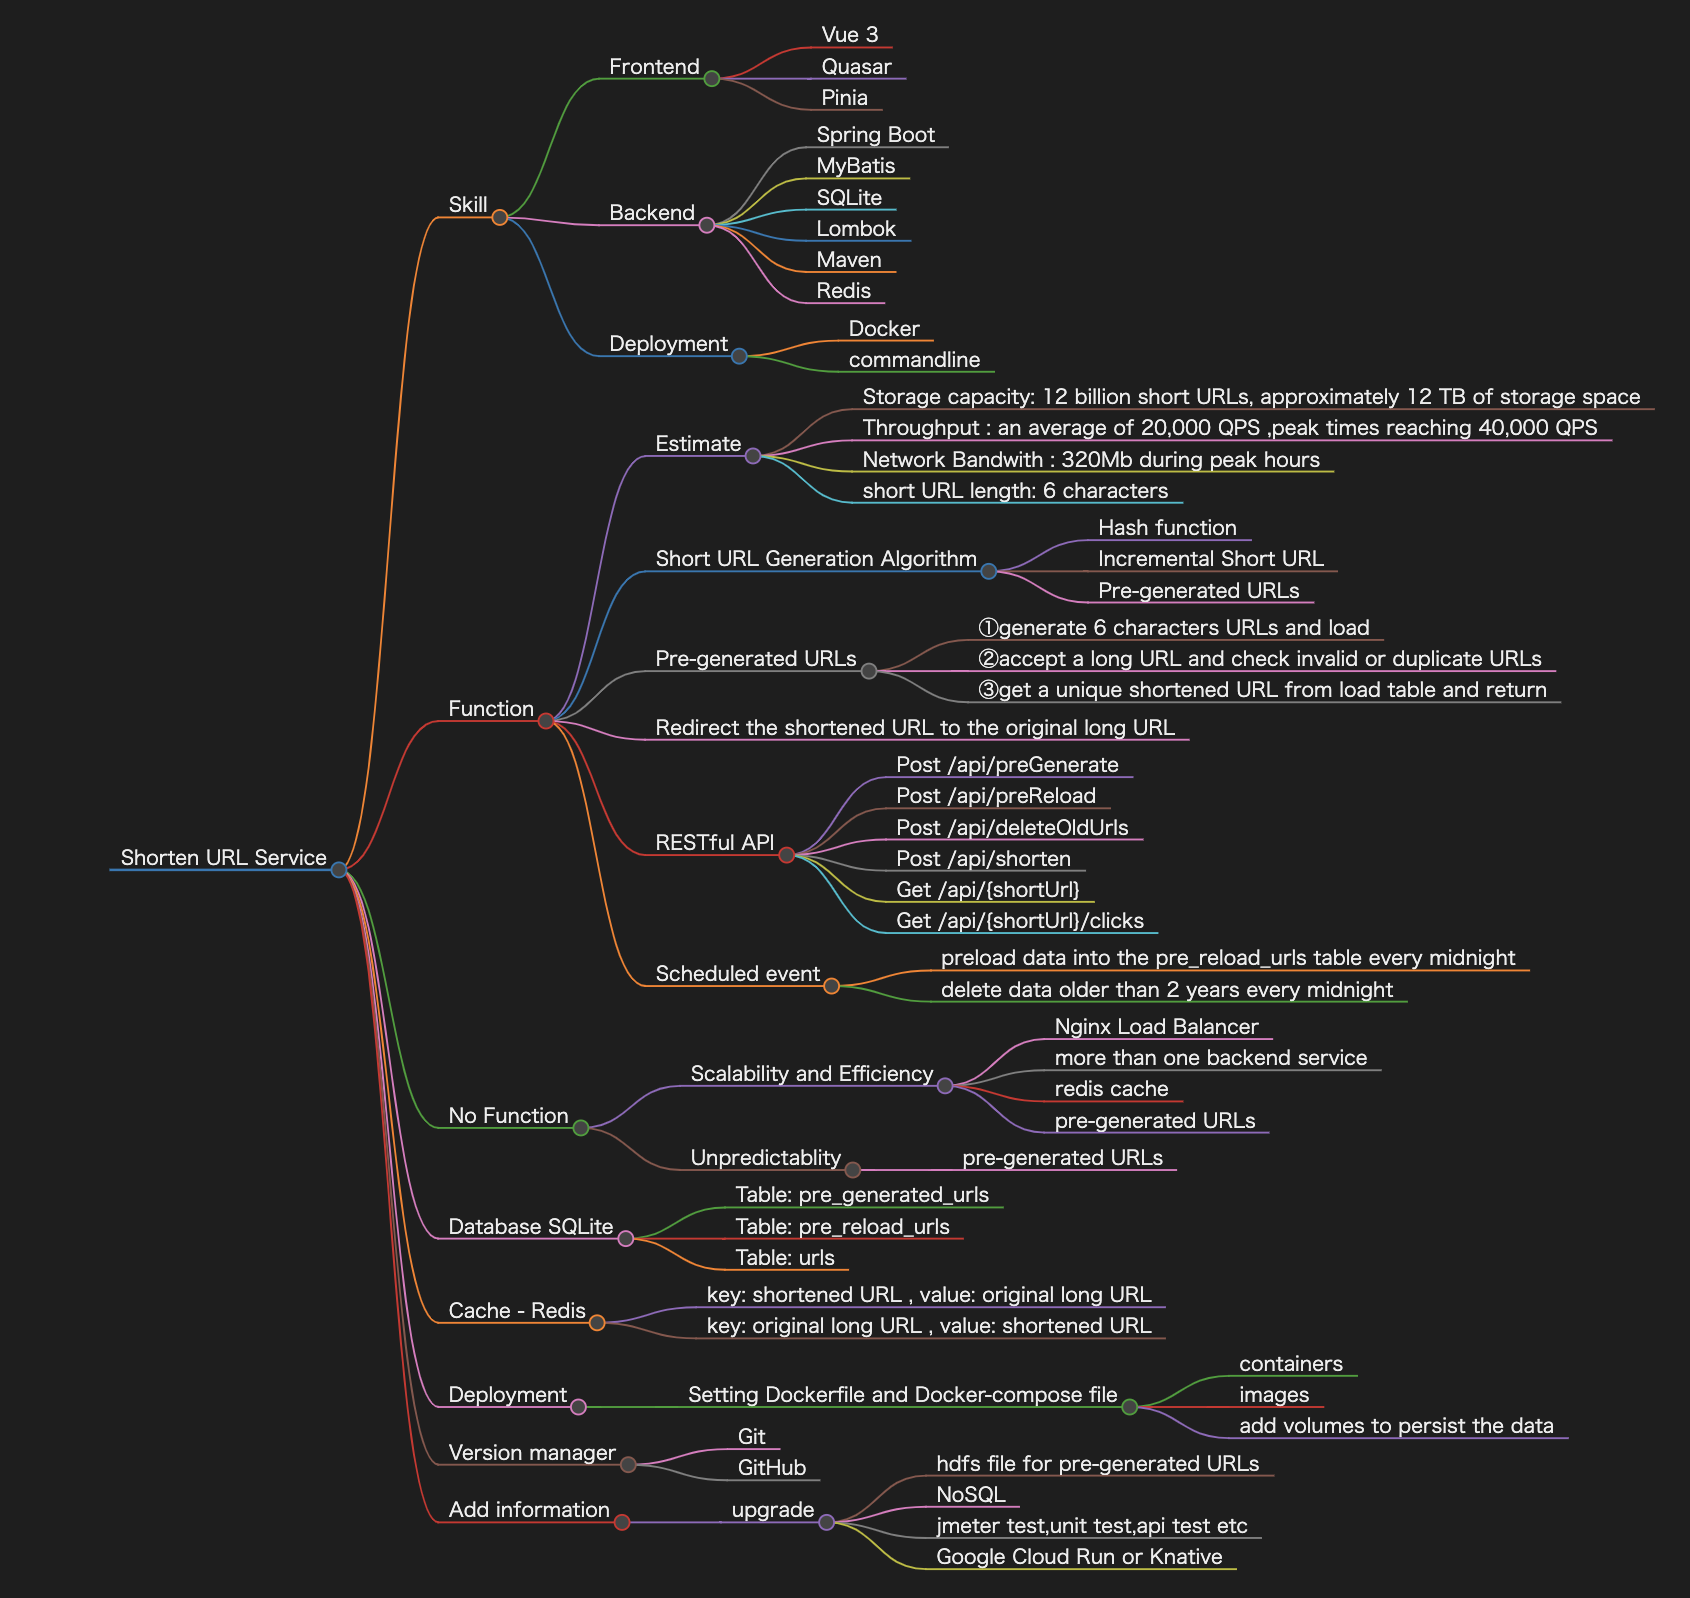 Shorten URL Service
Skill
Frontend
Vue 3
Quasar
Pinia
Backend
Spring Boot
MyBatis
SQLite
Lombok
Maven
Redis
Deployment
Docker
commandline
Function
Estimate
Storage capacity: 12 billion short URLs, approximately 12 TB of storage space
Throughput : an average of 20,000 QPS ,peak times reaching 40,000 QPS
Network Bandwith : 320Mb during peak hours
short URL length: 6 characters
Short URL Generation Algorithm
Hash function
Incremental Short URL
Pre-generated URLs
Pre-generated URLs
①generate 6 characters URLs and load
②accept a long URL and check invalid or duplicate URLs
③get a unique shortened URL from load table and return
Redirect the shortened URL to the original long URL
RESTful API
Post /api/preGenerate
Post /api/preReload
Post /api/deleteOldUrls
Post /api/shorten
Get /api/{shortUrl}
Get /api/{shortUrl}/clicks
Scheduled event
preload data into the pre_reload_urls table every midnight
delete data older than 2 years every midnight
No Function
Scalability and Efficiency
Nginx Load Balancer
more than one backend service
redis cache
pre-generated URLs
Unpredictablity
pre-generated URLs
Database SQLite
Table: pre_generated_urls
Table: pre_reload_urls
Table: urls
Cache - Redis
key: shortened URL , value: original long URL
key: original long URL , value: shortened URL
Deployment
Setting Dockerfile and Docker-compose file
containers
images
add volumes to persist the data
Version manager
Git
GitHub
Add information
upgrade
hdfs file for pre-generated URLs
NoSQL
jmeter test,unit test,api test etc
Google Cloud Run or Knative